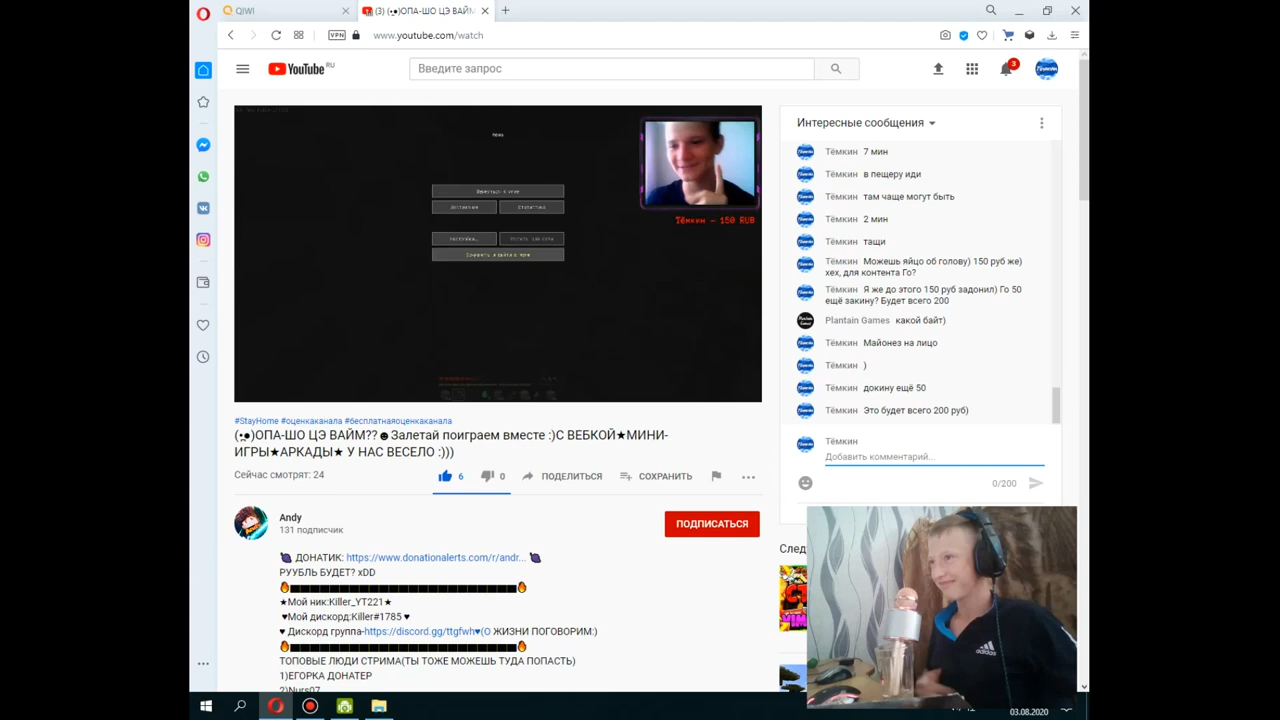 QIWI
(3) (•̪●)ОПА-ШО ЦЭ ВАЙМ
VPN
www.youtube.com/watch
YouTube RU
Введите запрос
3
Тёмкин
Тёмкин - 150 RUB
Интересные сообщения
Тёмкин 7 мин
Тёмкин в пещеру иди
Тёмкин там чаще могут быть
Тёмкин 2 мин
Тёмкин тащи
Тёмкин Можешь яйцо об голову) 150 руб же)
хех, для контента Го?
Тёмкин Я же до этого 150 руб задонил) Го 50
ещё закину? Будет всего 200
Plantain Games какой байт)
Тёмкин Майонез на лицо
Тёмкин )
Тёмкин докину ещё 50
Тёмкин Это будет всего 200 руб)
Тёмкин
Добавить комментарий...
0/200
#StayHome #оценкаканала #бесплатнаяоценкаканала
(•̪●)ОПА-ШО ЦЭ ВАЙМ??☻Залетай поиграем вместе :)С ВЕБКОЙ★МИНИ-
ИГРЫ★АРКАДЫ★ У НАС ВЕСЕЛО :)))
Сейчас смотрят: 24
6
0
ПОДЕЛИТЬСЯ
СОХРАНИТЬ
Andy
131 подписчик
ПОДПИСАТЬСЯ
ДОНАТИК: https://www.donationalerts.com/r/andr...
РУУБЛЬ БУДЕТ? xDD
★Мой ник:Killer_YT221★
♥Мой дискорд:Killer#1785♥
♥ Дискорд группа-https://discord.gg/ttgfwh♥(О ЖИЗНИ ПОГОВОРИМ:)
ТОПОВЫЕ ЛЮДИ СТРИМА(ТЫ ТОЖЕ МОЖЕШЬ ТУДА ПОПАСТЬ)
1)ЕГОРКА ДОНАТЕР
2)Nurs07
След
adidas
03.08.2020